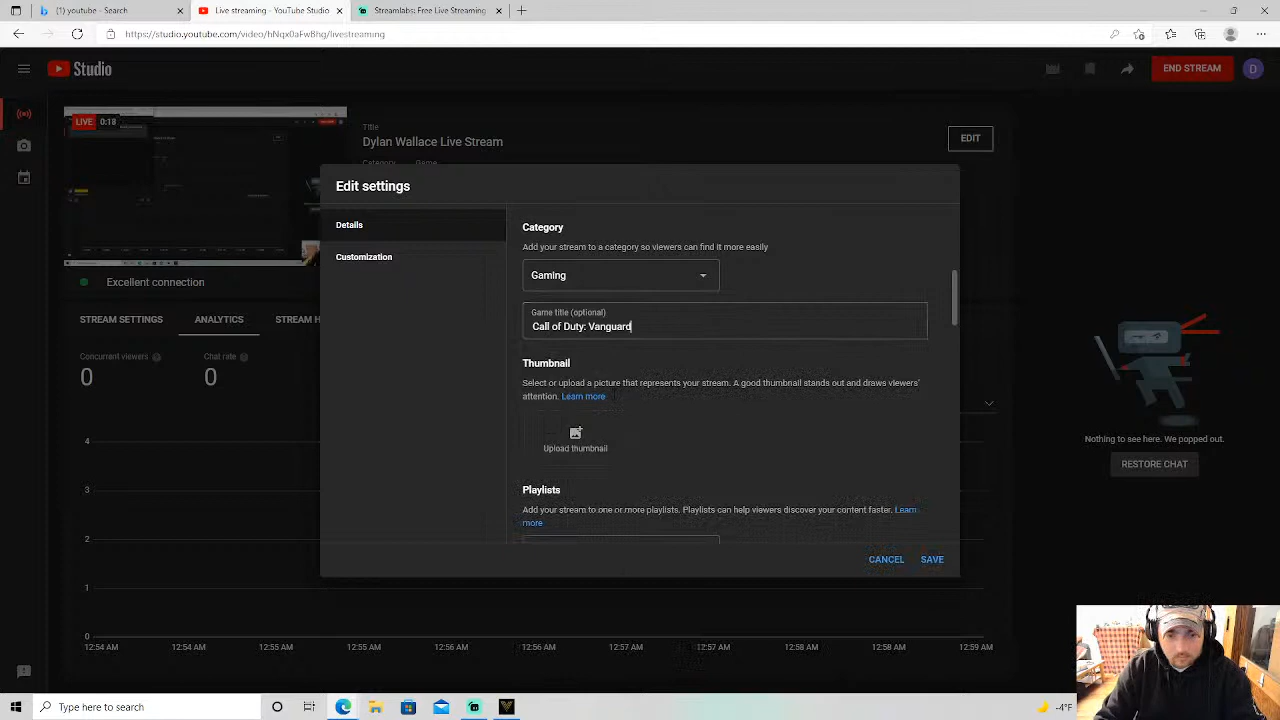 (1) youtube - Search
Live streaming - YouTube Studio
Streamlabs: Free Live Streaming
https://studio.youtube.com/video/hNqx0afwBhg/livestreaming
Studio
END STREAM
D
LIVE 0:18
Title
Dylan Wallace Live Stream
EDIT
Category Game
Edit settings
Details
Customization
Category
Add your stream to a category so viewers can find it more easily
Gaming
Game title (optional)
Call of Duty: Vanguard
Thumbnail
Select or upload a picture that represents your stream. A good thumbnail stands out and draws viewers'
attention. Learn more
Upload thumbnail
Playlists
Add your stream to one or more playlists. Playlists can help viewers discover your content faster. Learn
more
CANCEL SAVE
Excellent connection
STREAM SETTINGS ANALYTICS STREAM H
Concurrent viewers Chat rate
0 0
4
3
2
1
0
12:54 AM 12:54 AM 12:55 AM 12:55 AM 12:56 AM 12:56 AM 12:57 AM 12:57 AM 12:58 AM 12:58 AM 12:59 AM
Nothing to see here. We popped out.
RESTORE CHAT
Type here to search
-4°F